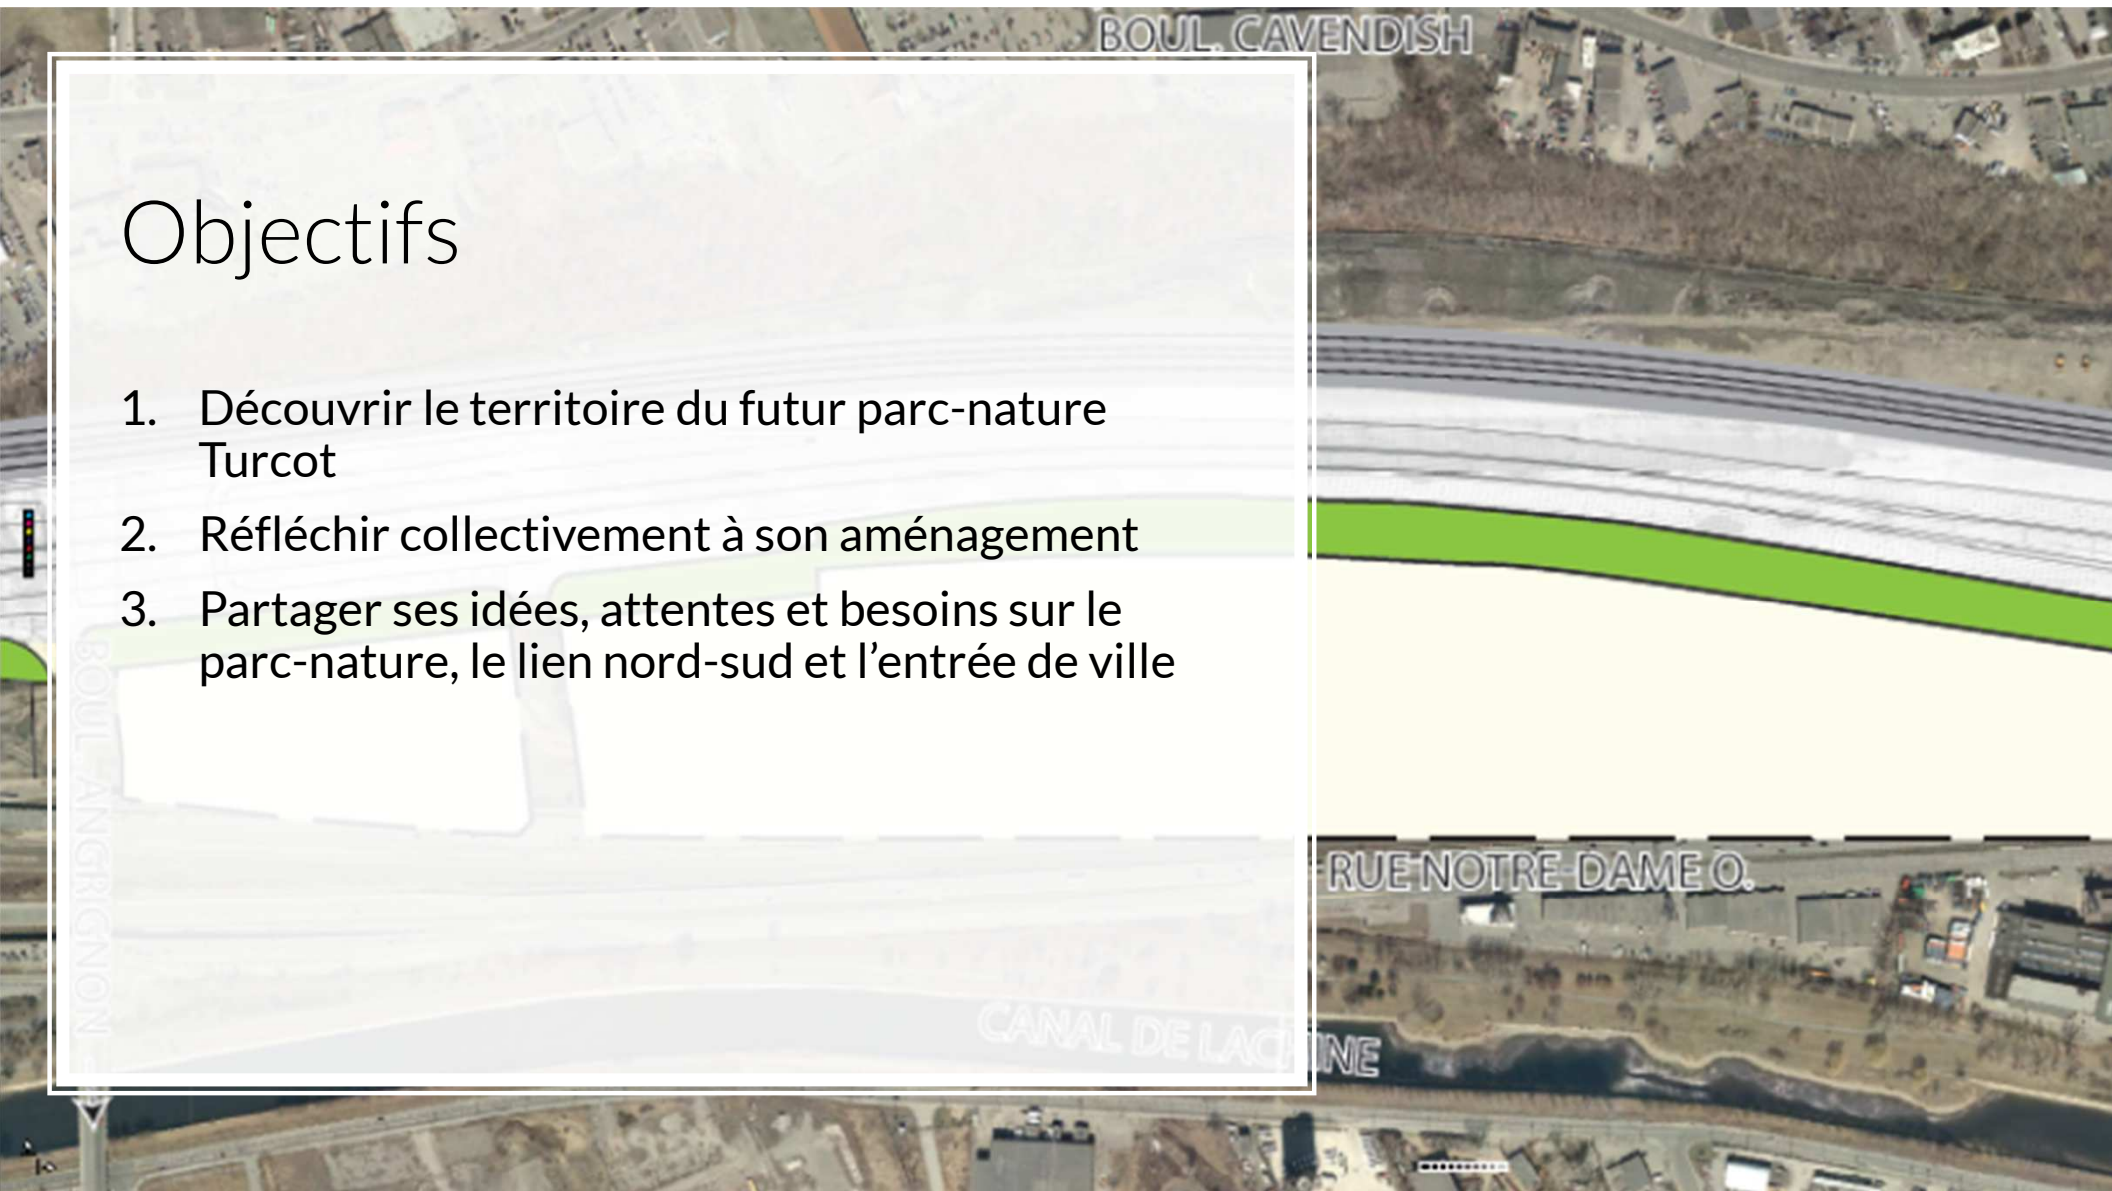 BOUL. CAVENDISH
Objectifs
1. Découvrir le territoire du futur parc-nature
Turcot
2. Réfléchir collectivement à son aménagement
3. Partager ses idées, attentes et besoins sur le
parc-nature, le lien nord-sud et l’entrée de ville
BOUL. ANGRIGNON
RUE NOTRE-DAME O.
CANAL DE LACHINE